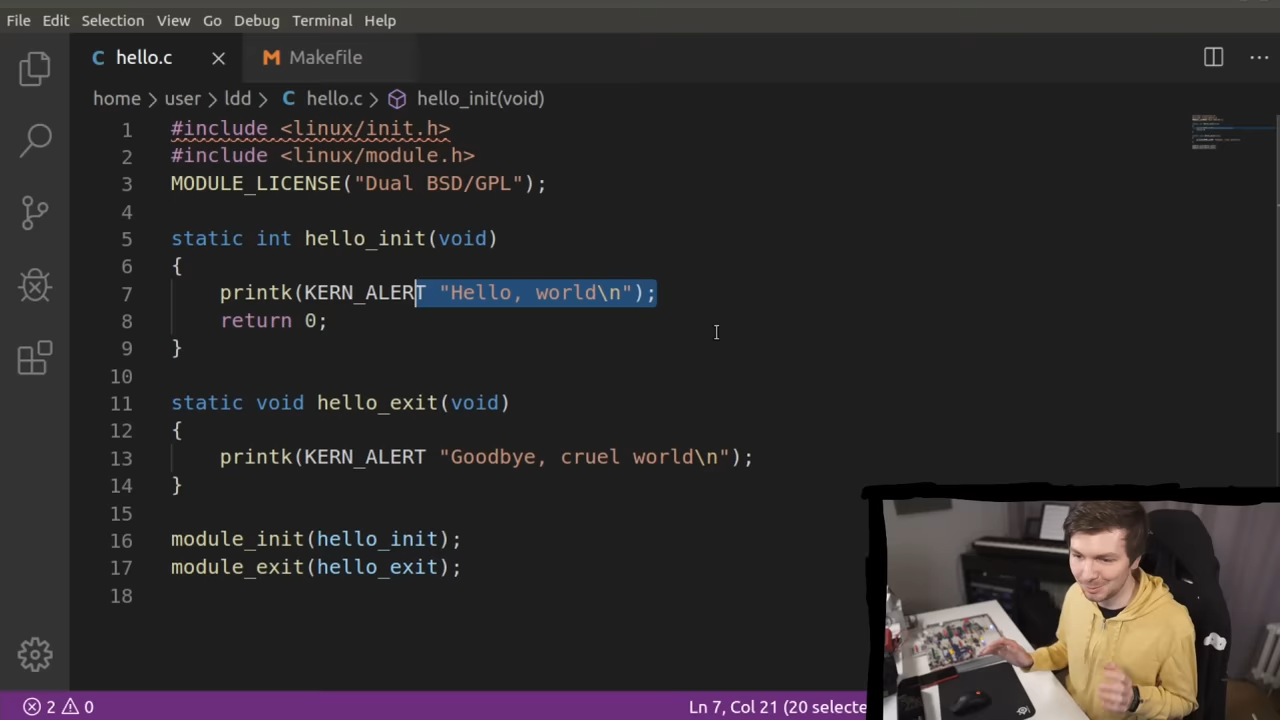 File Edit Selection View Go Debug Terminal Help
hello.c Makefile
home > user > ldd > hello.c > hello_init(void)
1 #include <linux/init.h>
2 #include <linux/module.h>
3 MODULE_LICENSE("Dual BSD/GPL");
4
5 static int hello_init(void)
6 {
7 printk(KERN_ALERT "Hello, world\n");
8 return 0;
9 }
10
11 static void hello_exit(void)
12 {
13 printk(KERN_ALERT "Goodbye, cruel world\n");
14 }
15
16 module_init(hello_init);
17 module_exit(hello_exit);
18
2 0 Ln 7, Col 21 (20 selecte